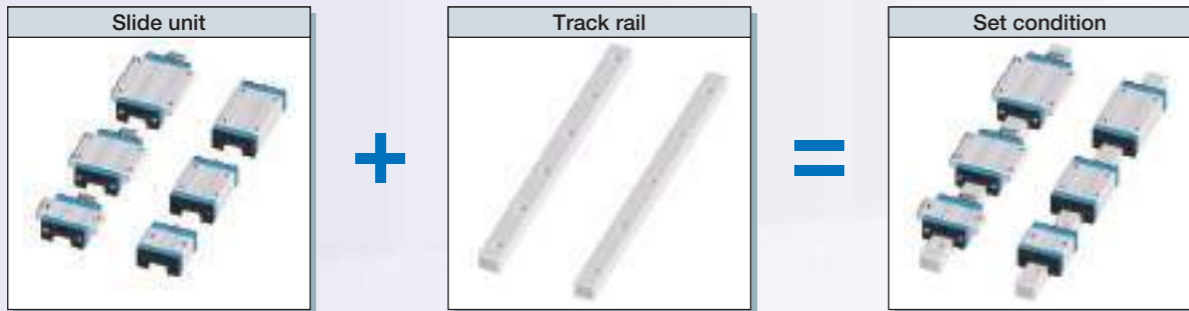 Slide unit
+
Track rail
=
Set condition